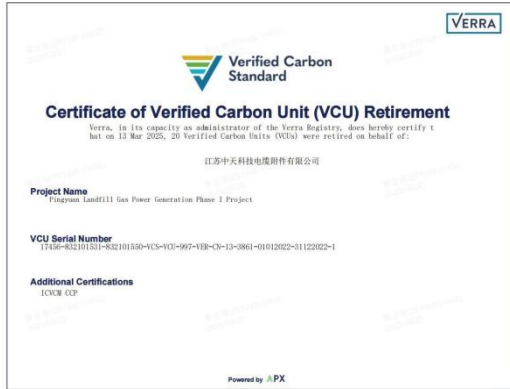 VERRA
Verified Carbon
Standard
Certificate of Verified Carbon Unit (VCU) Retirement
Verra, in its capacity as administrator of the Verra Registry, does hereby certify t
hat on 13 Mar 2025, 20 Verified Carbon Units (VCUs) were retired on behalf of:
江苏中天科技电缆附件有限公司
Project Name
Pingyuan Landfill Gas Power Generation Phase I Project
VCU Serial Number
17456-832101531-832101550-VCS-VCU-997-VER-CN-13-3861-01012022-31122022-1
Additional Certifications
ICVCM CCP
Powered by APX